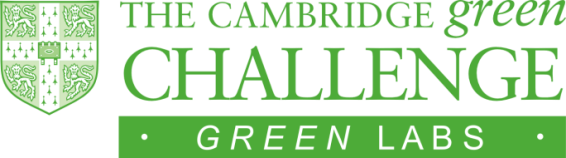 THE CAMBRIDGE green
CHALLENGE
· GREEN LABS ·